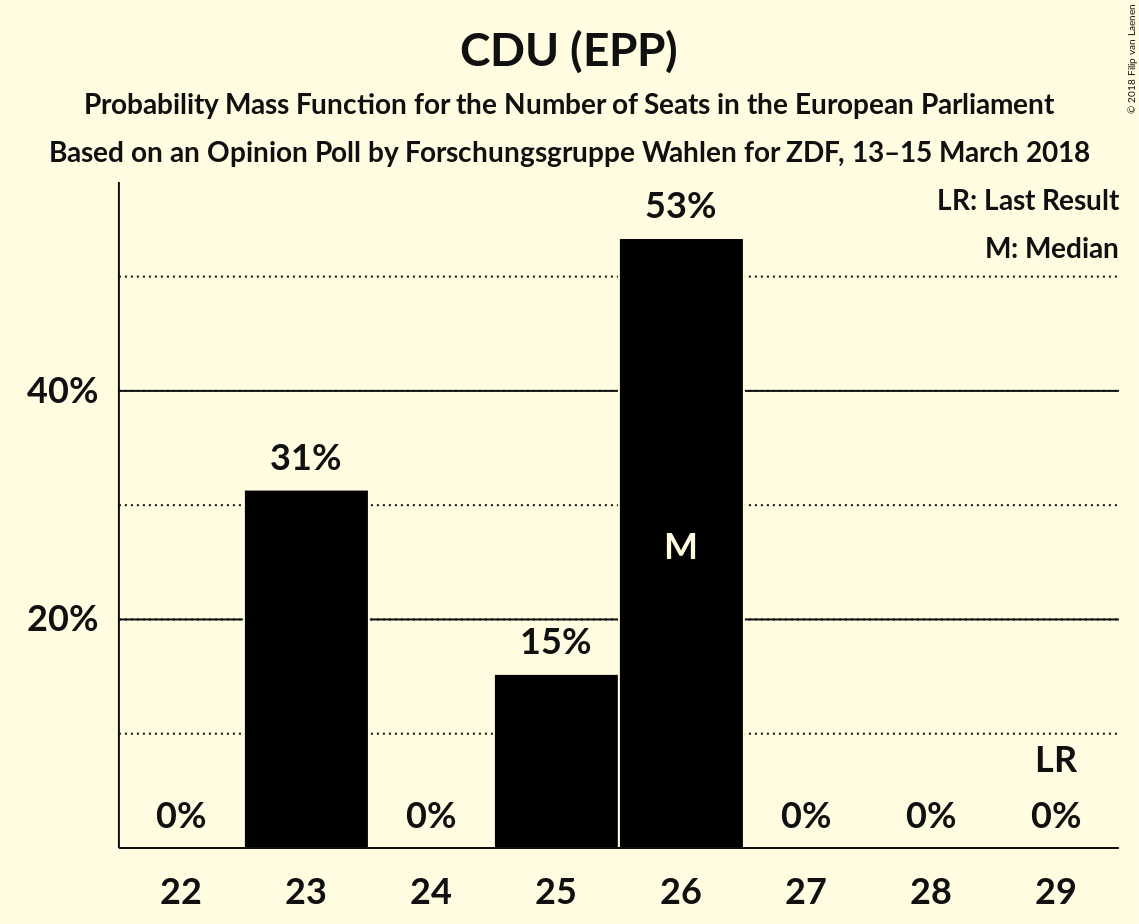 CDU (EPP)
Probability Mass Function for the Number of Seats in the European Parliament
Based on an Opinion Poll by Forschungsgruppe Wahlen for ZDF, 13–15 March 2018
© 2018 Filip van Laenen
LR: Last Result
M: Median
53%
40%
31%
M
20%
15%
LR
0%
0%
0%
0%
0%
22
23
24
25
26
27
28
29